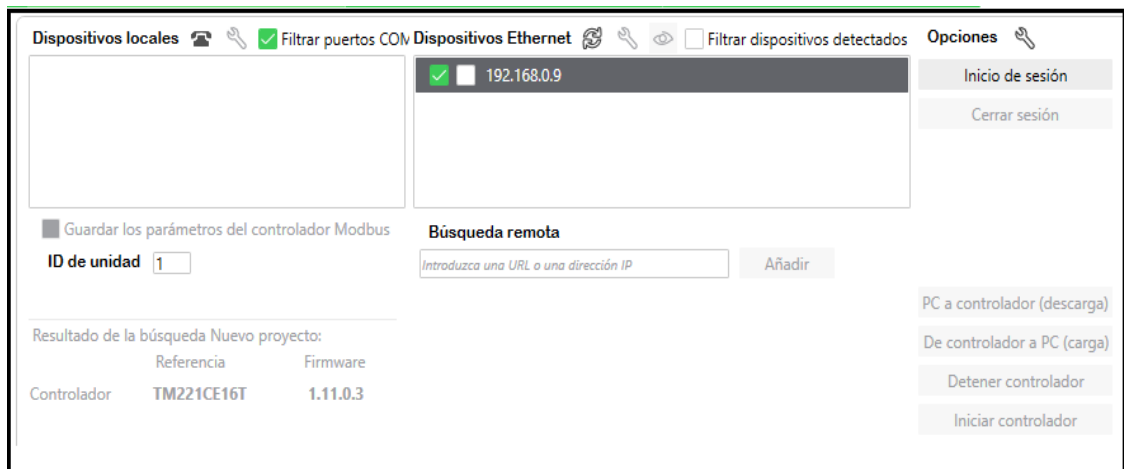 Dispositivos locales Filtrar puertos COM Dispositivos Ethernet Filtrar dispositivos detectados Opciones
192.168.0.9 Inicio de sesión
Cerrar sesión
Guardar los parámetros del controlador Modbus Búsqueda remota
ID de unidad 1 Introduzca una URL o una dirección IP Añadir
PC a controlador (descarga)
Resultado de la búsqueda Nuevo proyecto: De controlador a PC (carga)
Referencia Firmware
Detener controlador
Controlador TM221CE16T 1.11.0.3
Iniciar controlador